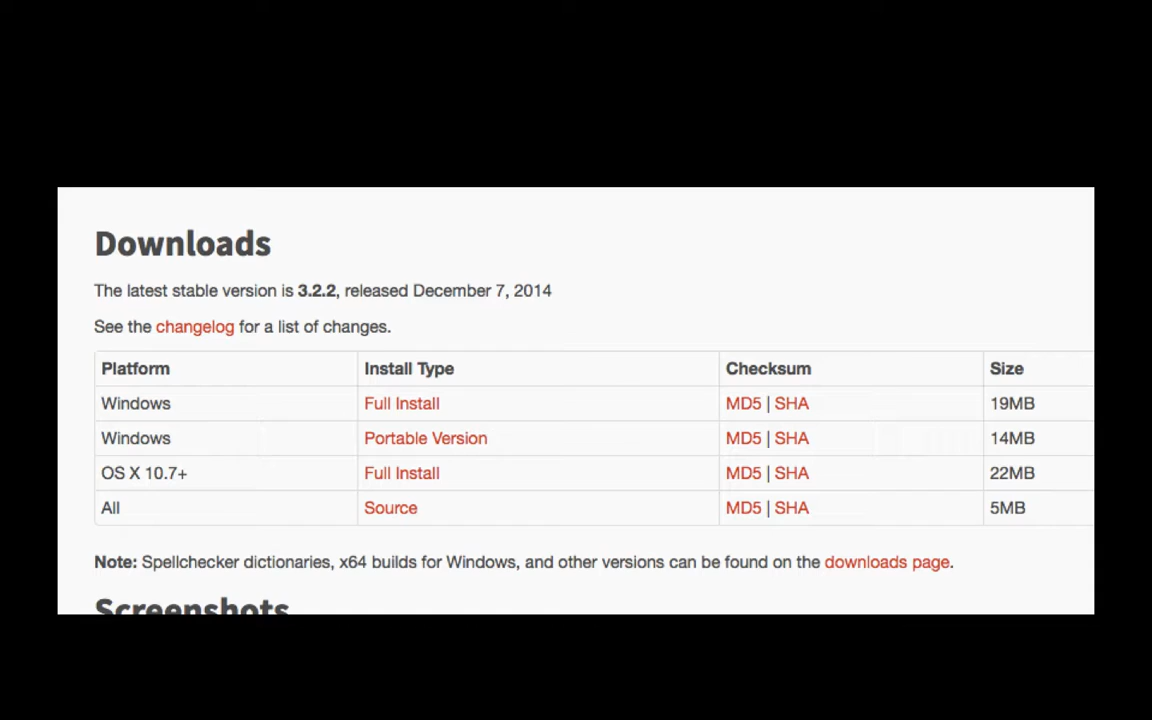 Downloads
The latest stable version is 3.2.2, released December 7, 2014
See the changelog for a list of changes.
Platform Install Type Checksum Size
Windows Full Install MD5 | SHA 19MB
Windows Portable Version MD5 | SHA 14MB
OS X 10.7+ Full Install MD5 | SHA 22MB
All Source MD5 | SHA 5MB
Note: Spellchecker dictionaries, x64 builds for Windows, and other versions can be found on the downloads page.
Screenshots